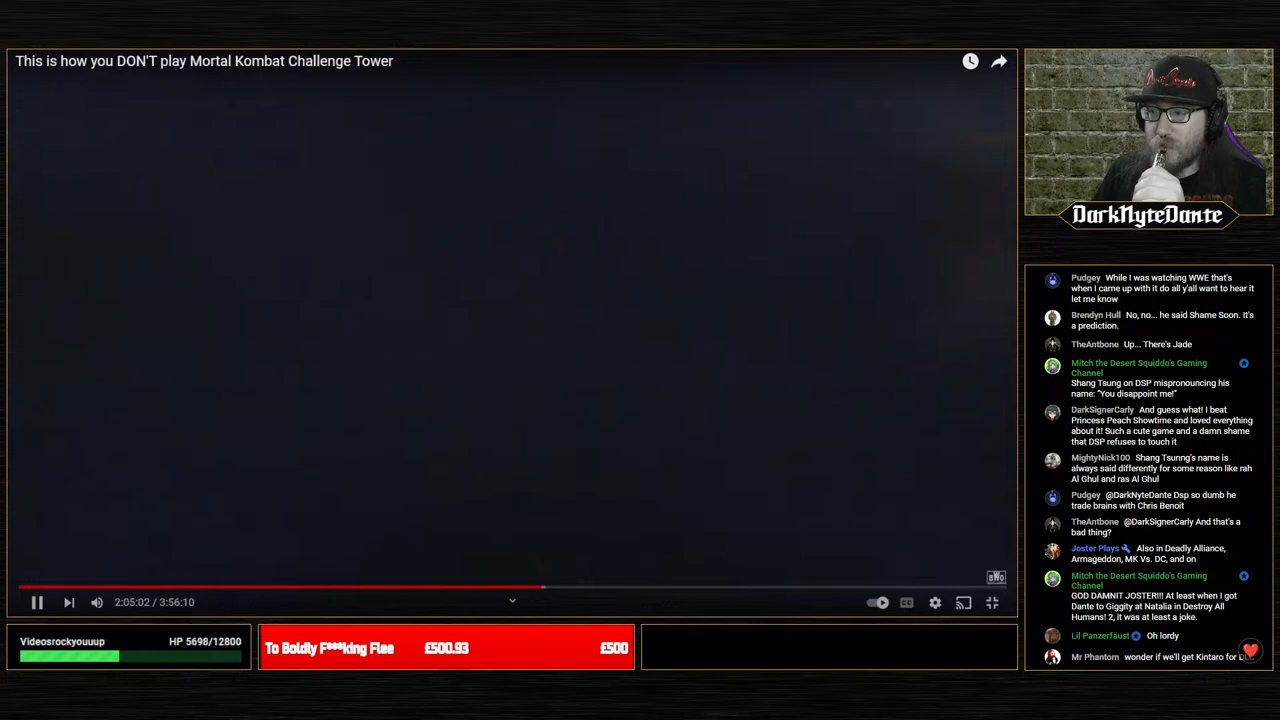 This is how you DON'T play Mortal Kombat Challenge Tower
DarkNyteDante
Pudgey While I was watching WWE that's
when I came up with it do all y'all want to hear it
let me know
Brendyn Hull No, no... he said Shame Soon. It's
a prediction.
TheAntbone Up... There's Jade
Mitch the Desert Squiddo's Gaming
Channel
Shang Tsung on DSP mispronouncing his
name: "You disappoint me!"
DarkSignerCarly And guess what! I beat
Princess Peach Showtime and loved everything
about it! Such a cute game and a damn shame
that DSP refuses to touch it
MightyNick100 Shang Tsunng's name is
always said differently for some reason like rah
Al Ghul and ras Al Ghul
Pudgey @DarkNyteDante Dsp so dumb he
trade brains with Chris Benoit
TheAntbone @DarkSignerCarly And that's a
bad thing?
Joster Plays Also in Deadly Alliance,
Armageddon, MK Vs. DC, and on
Mitch the Desert Squiddo's Gaming
Channel
GOD DAMNIT JOSTER!!! At least when I got
Dante to Giggity at Natalia in Destroy All
Humans! 2, it was at least a joke.
Lil Panzerfäust Oh lordy
Mr Phantom wonder if we'll get Kintaro for
BWO
2:05:02 / 3:56:10
CC
Videosrockyouuup HP 5698/12800
To Boldly F***king Flee £500.93 £500